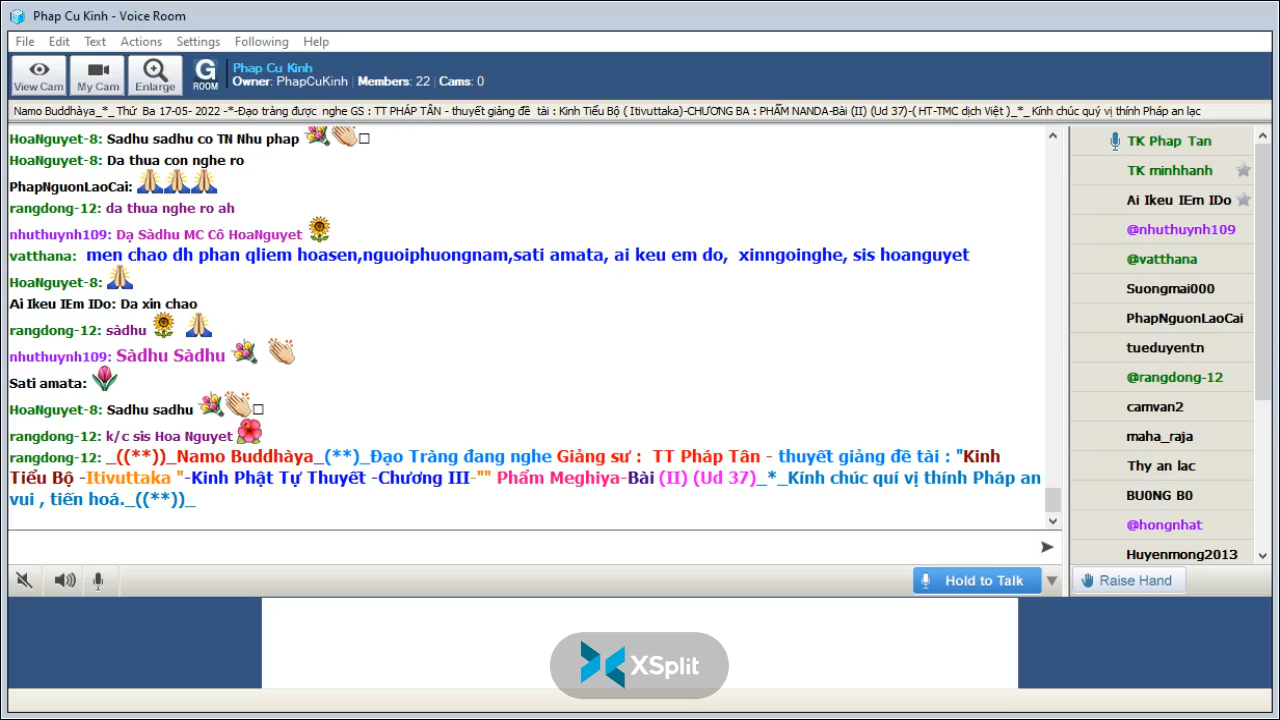 Phap Cu Kinh - Voice Room
File Edit Text Actions Settings Following Help
View Cam My Cam Enlarge G ROOM
Phap Cu Kinh
Owner: PhapCuKinh | Members: 22 | Cams: 0
Namo Buddhàya_*_ Thứ Ba 17-05- 2022 -*-Đạo tràng được nghe GS : TT PHÁP TÂN - thuyết giảng đề tài : Kinh Tiểu Bộ ( Itivuttaka)-CHƯƠNG BA : PHẨM NANDA-Bài (II) (Ud 37)-( HT-TMC dịch Việt )_*_ Kính chúc quý vị thính Pháp an lạc
HoaNguyet-8: Sadhu sadhu co TN Nhu phap
HoaNguyet-8: Da thua con nghe ro
PhapNguonLaoCai:
rangdong-12: da thua nghe ro ah
nhuthuynh109: Dạ Sàdhu MC Cô HoaNguyet
vatthana: men chao dh phan qliem hoasen,nguoiphuongnam,sati amata, ai keu em do, xinngoinghe, sis hoanguyet
HoaNguyet-8:
Ai Ikeu IEm IDo: Da xin chao
rangdong-12: sàdhu
nhuthuynh109: Sàdhu Sàdhu
Sati amata:
HoaNguyet-8: Sadhu sadhu
rangdong-12: k/c sis Hoa Nguyet
rangdong-12: _((**))_Namo Buddhàya_(**)_Đạo Tràng đang nghe Giảng sư : TT Pháp Tân - thuyết giảng đề tài : "Kinh
Tiểu Bộ -Itivuttaka "-Kinh Phật Tự Thuyết -Chương III-"" Phẩm Meghiya-Bài (II) (Ud 37)_*_Kính chúc quí vị thính Pháp an
vui , tiến hoá._((**))_
TK Phap Tan
TK minhhanh
Ai Ikeu IEm IDo
@nhuthuynh109
@vatthana
Suongmai000
PhapNguonLaoCai
tueduyentn
@rangdong-12
camvan2
maha_raja
Thy an lac
BU0NG B0
@hongnhat
Huyenmong2013
Hold to Talk
Raise Hand
XSplit